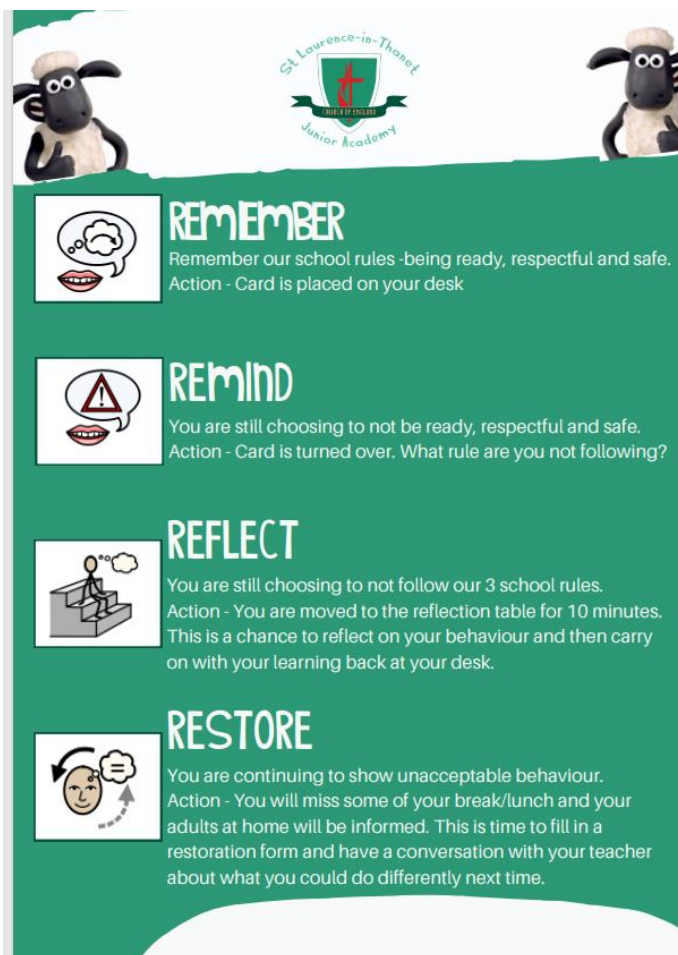 St Laurence-in-Thanet
CHURCH OF ENGLAND
Junior Academy
REMEMBER
Remember our school rules -being ready, respectful and safe.
Action - Card is placed on your desk
!
REMIND
You are still choosing to not be ready, respectful and safe.
Action - Card is turned over. What rule are you not following?
REFLECT
You are still choosing to not follow our 3 school rules.
Action - You are moved to the reflection table for 10 minutes.
This is a chance to reflect on your behaviour and then carry
on with your learning back at your desk.
=
RESTORE
You are continuing to show unacceptable behaviour.
Action - You will miss some of your break/lunch and your
adults at home will be informed. This is time to fill in a
restoration form and have a conversation with your teacher
about what you could do differently next time.